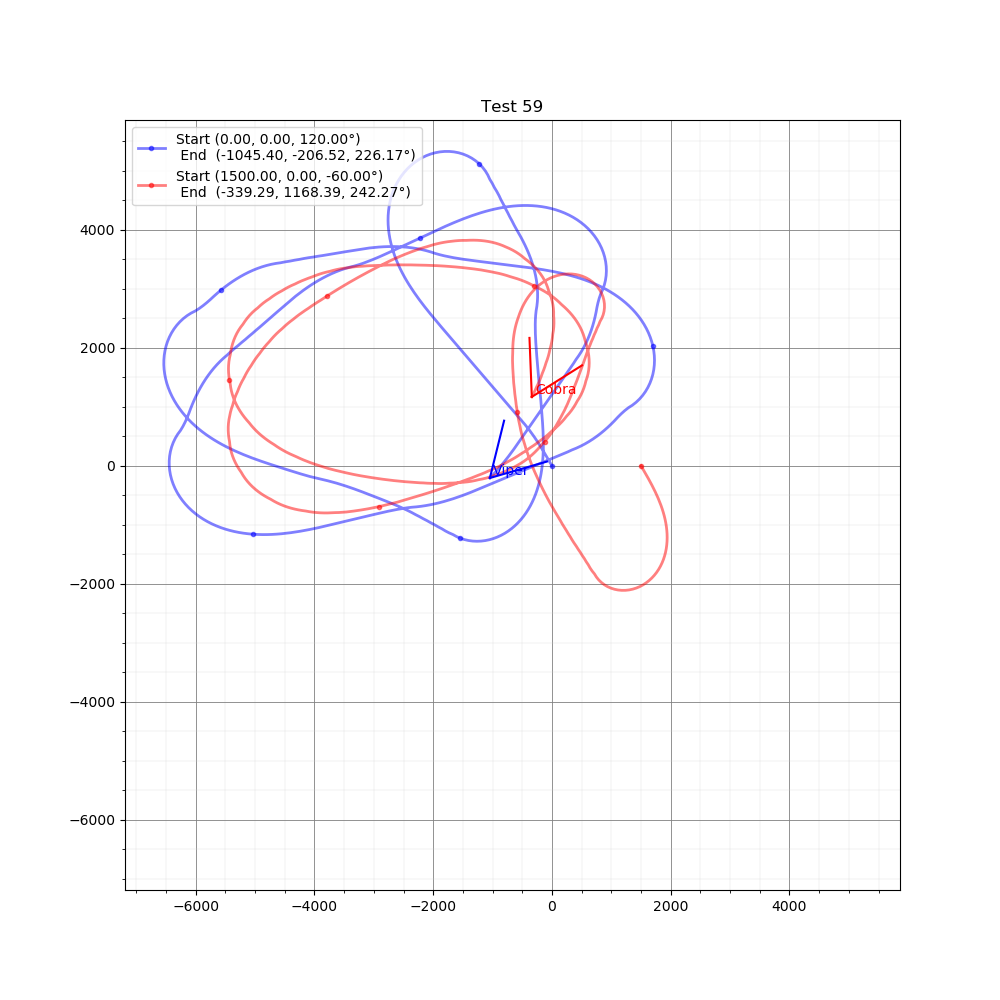 Test 59
Start (0.00, 0.00, 120.00°)
End  (-1045.40, -206.52, 226.17°)
Start (1500.00, 0.00, -60.00°)
End  (-339.29, 1168.39, 242.27°)
4000
2000
0
−2000
−4000
−6000
Cobra
Viper
−6000 −4000 −2000 0 2000 4000